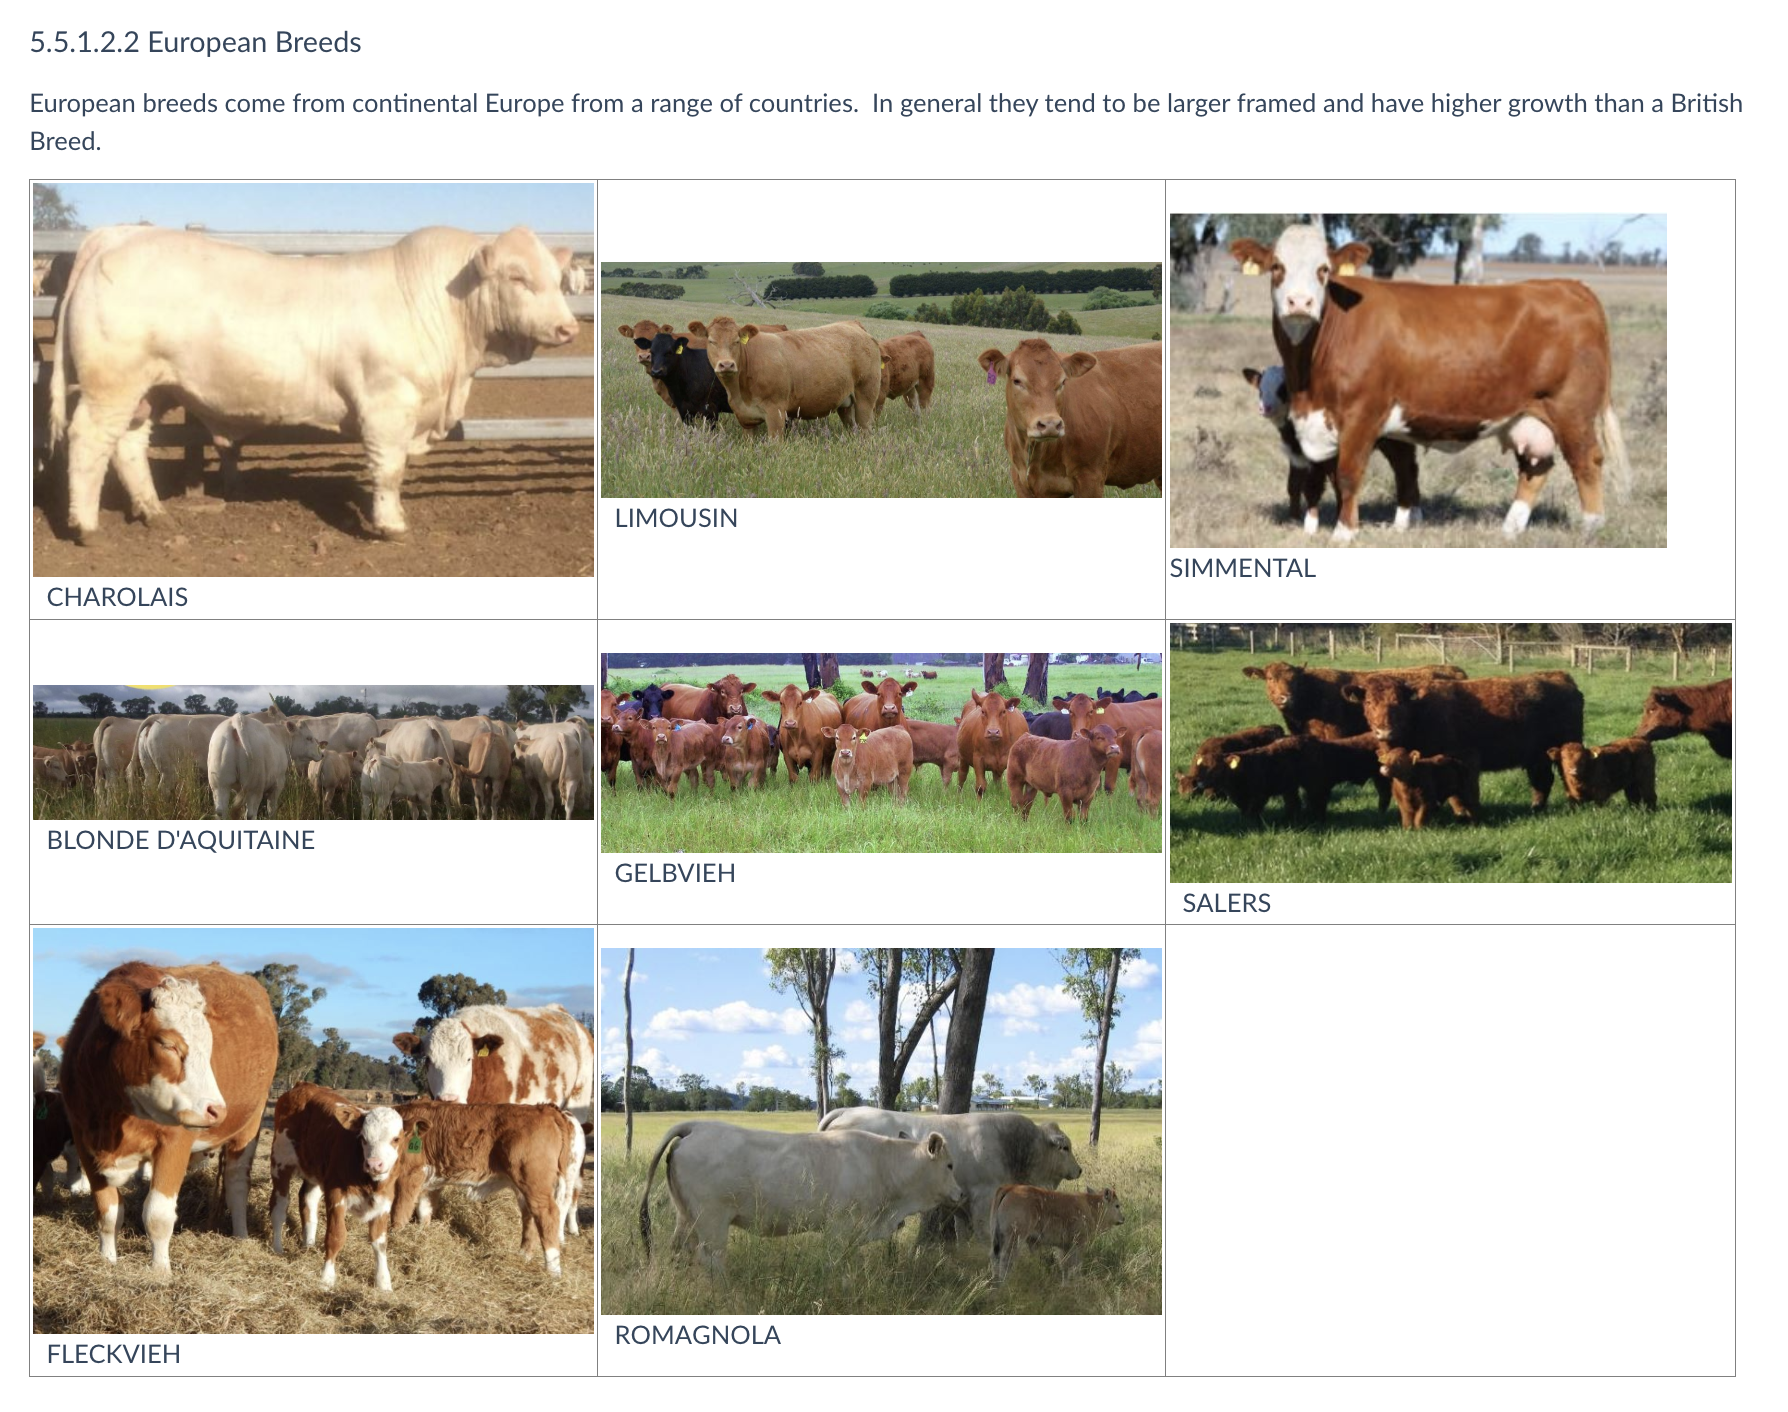 5.5.1.2.2 European Breeds
European breeds come from continental Europe from a range of countries.  In general they tend to be larger framed and have higher growth than a British
Breed.
CHAROLAIS
LIMOUSIN
SIMMENTAL
BLONDE D'AQUITAINE
GELBVIEH
SALERS
FLECKVIEH
ROMAGNOLA